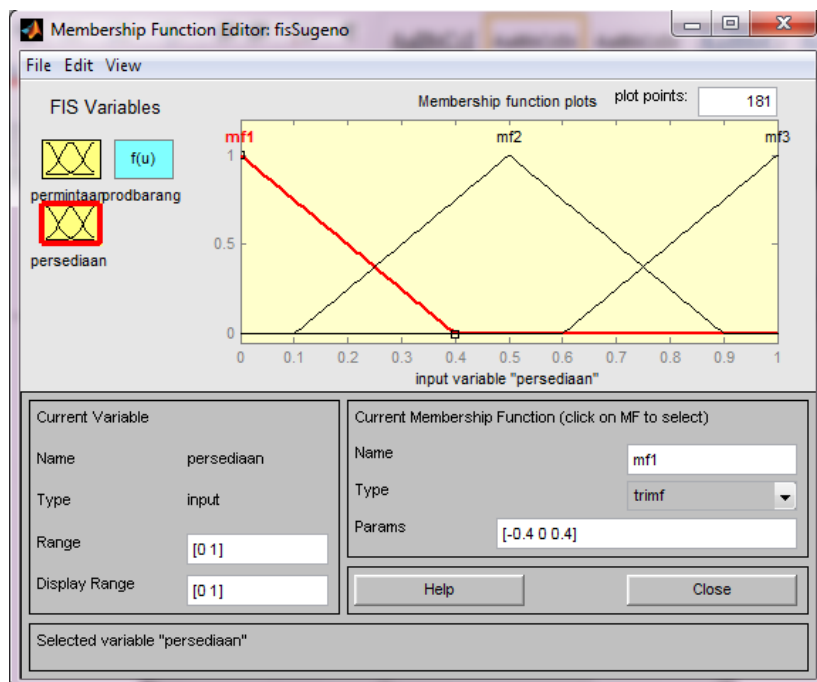 Membership Function Editor: fisSugeno
File Edit View
FIS Variables
Membership function plots
plot points:
181
f(u)
permintaan
prodbarang
persediaan
mf1
mf2
mf3
1
0.5
0
0 0.1 0.2 0.3 0.4 0.5 0.6 0.7 0.8 0.9 1
input variable "persediaan"
Current Variable
Name persediaan
Type input
Range [0 1]
Display Range [0 1]
Current Membership Function (click on MF to select)
Name mf1
Type trimf
Params [-0.4 0 0.4]
Help
Close
Selected variable "persediaan"